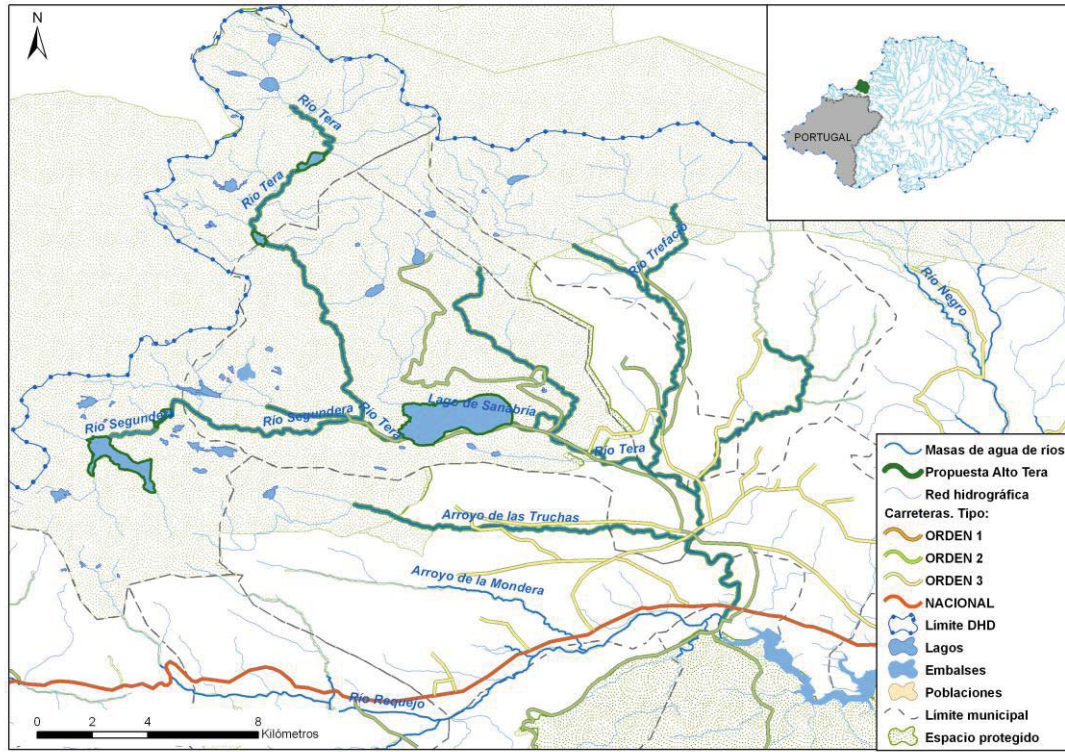 N
PORTUGAL
Río Tera
Río Tera
Río Trefacio
Río Negro
Río Segundera
Río Segundera
Río Tera
Lago de Sanabria
Río Tera
Arroyo de las Truchas
Arroyo de la Mondera
Río Requejo
0 2 4 8
Kilómetros
Masas de agua de ríos
Propuesta Alto Tera
Red hidrográfica
Carreteras. Tipo:
ORDEN 1
ORDEN 2
ORDEN 3
NACIONAL
Límite DHD
Lagos
Embalses
Poblaciones
Límite municipal
Espacio protegido